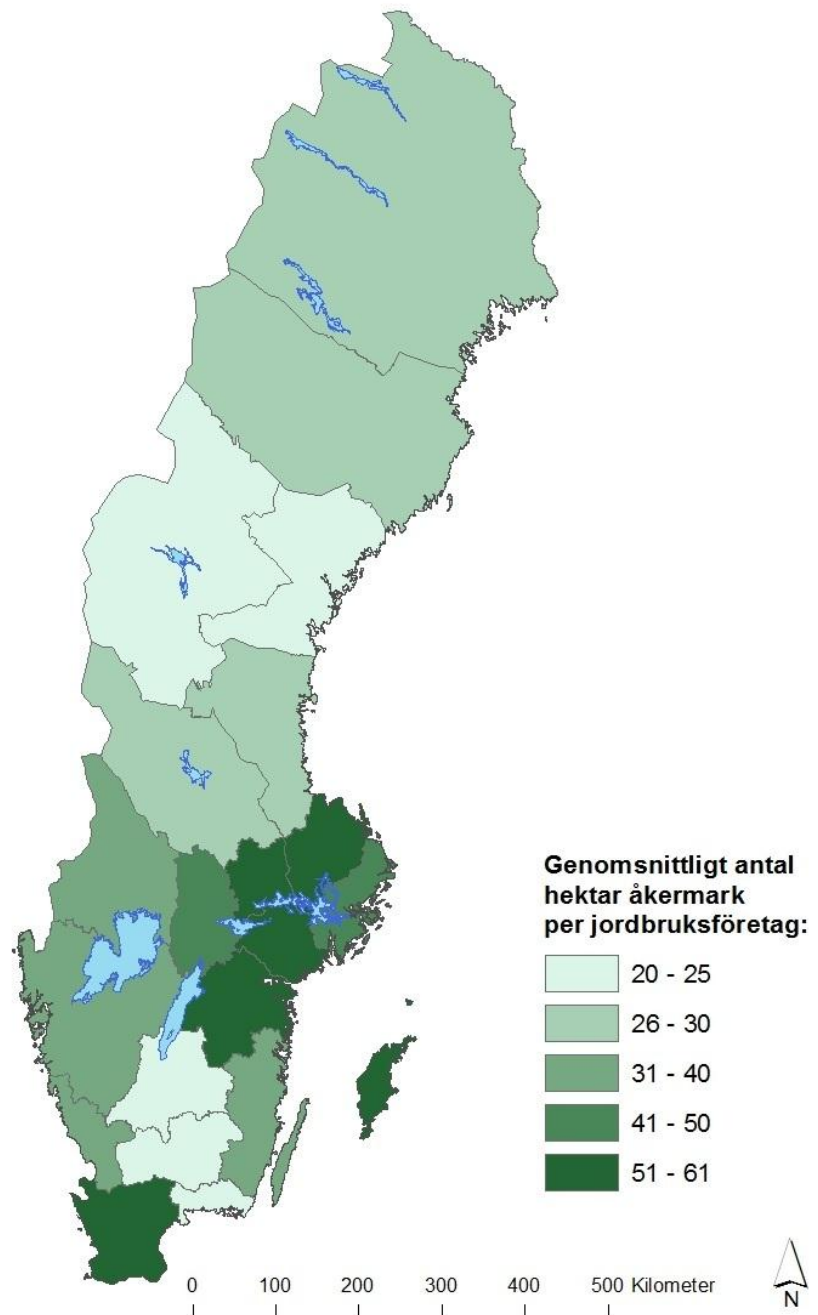 Genomsnittligt antal
hektar åkermark
per jordbruksföretag:
20 - 25
26 - 30
31 - 40
41 - 50
51 - 61
0 100 200 300 400 500 Kilometer
N